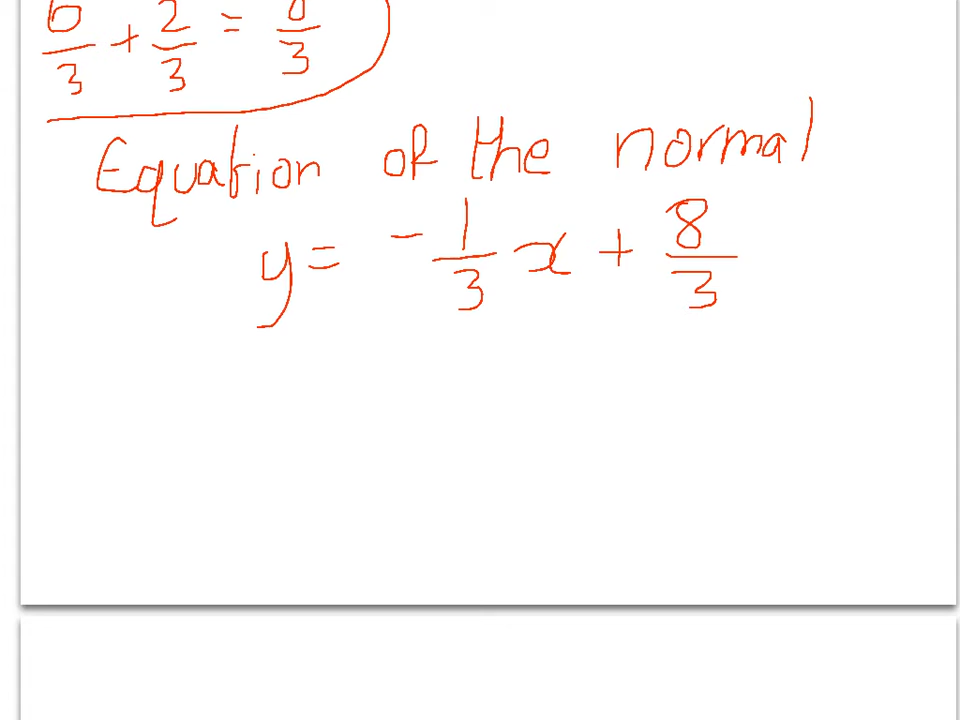 6/3 + 2/3 = 8/3
Equation of the normal
y = -1/3 x + 8/3